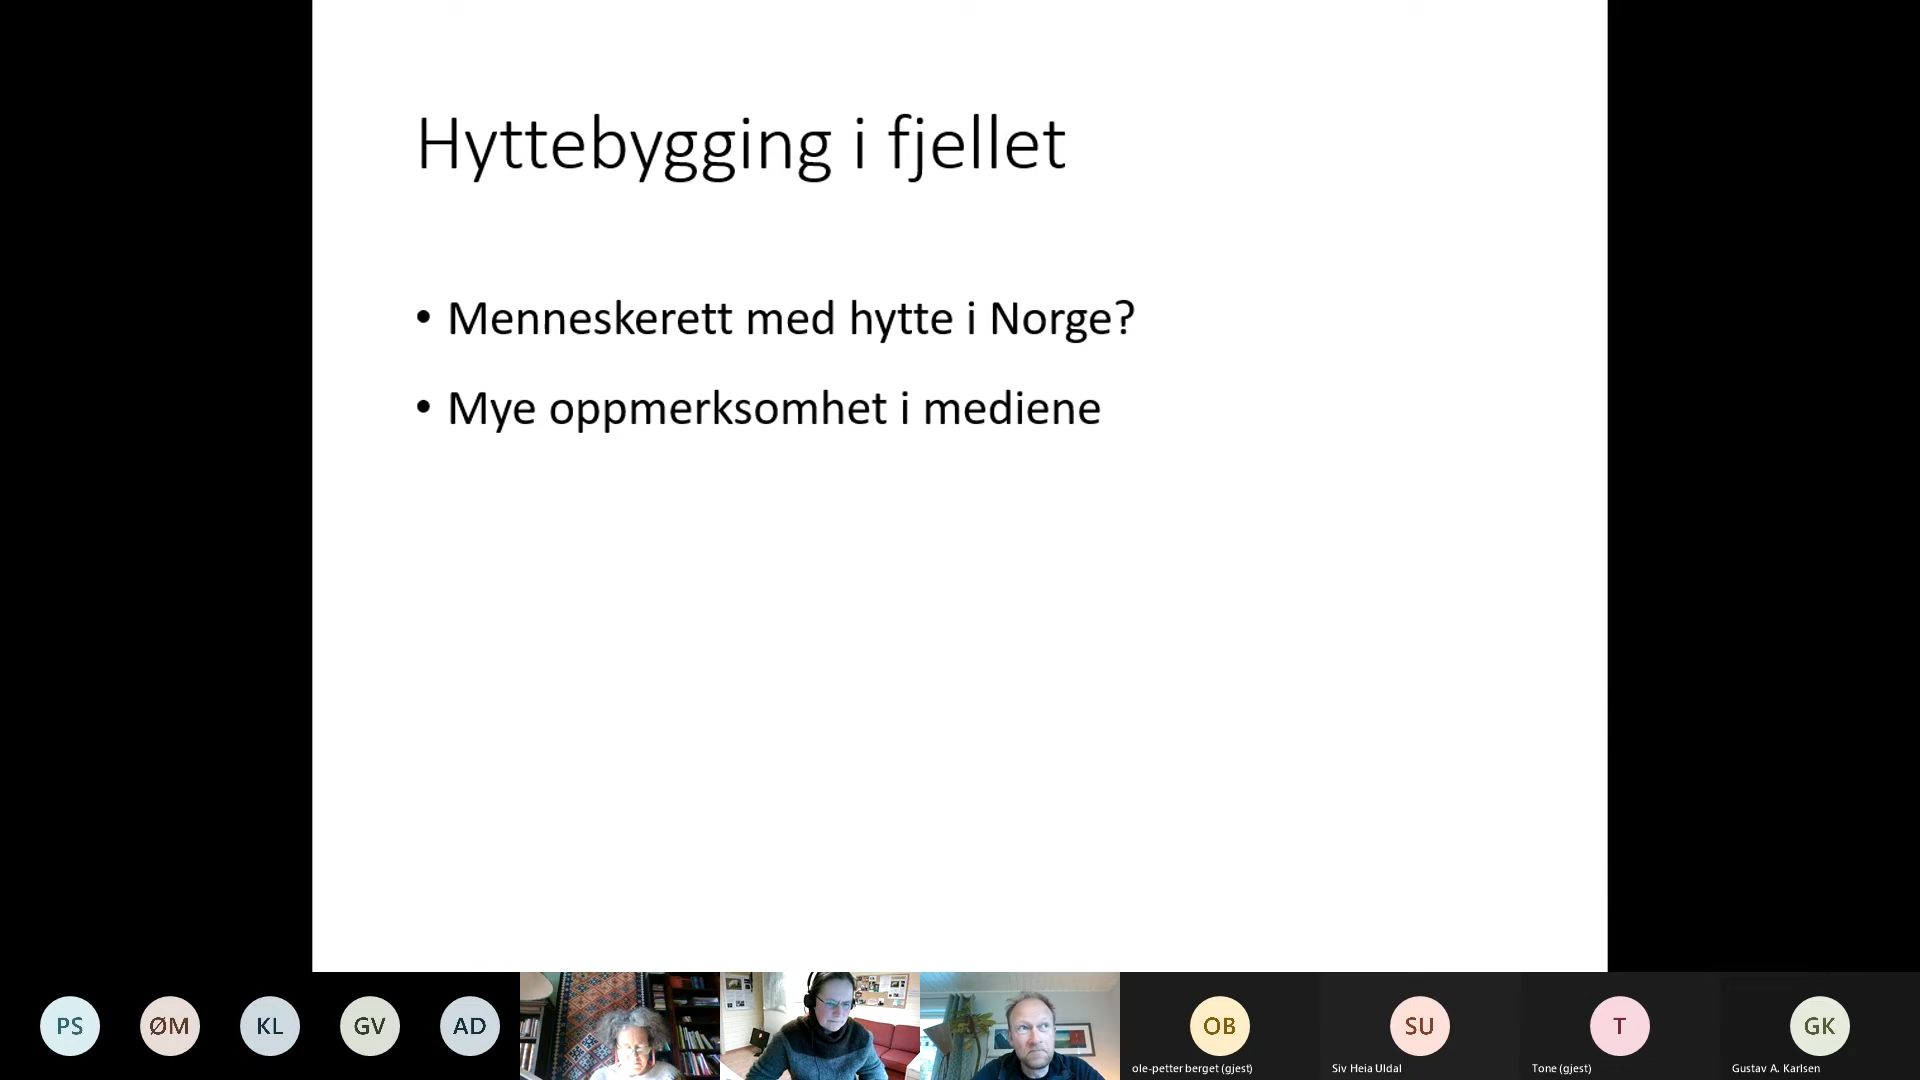 Hyttebygging i fjellet
• Menneskerett med hytte i Norge?
• Mye oppmerksomhet i mediene
PS
ØM
KL
GV
AD
OB
SU
T
GK
ole-petter berget (gjest)
Siv Heia Uldal
Tone (gjest)
Gustav A. Karlsen